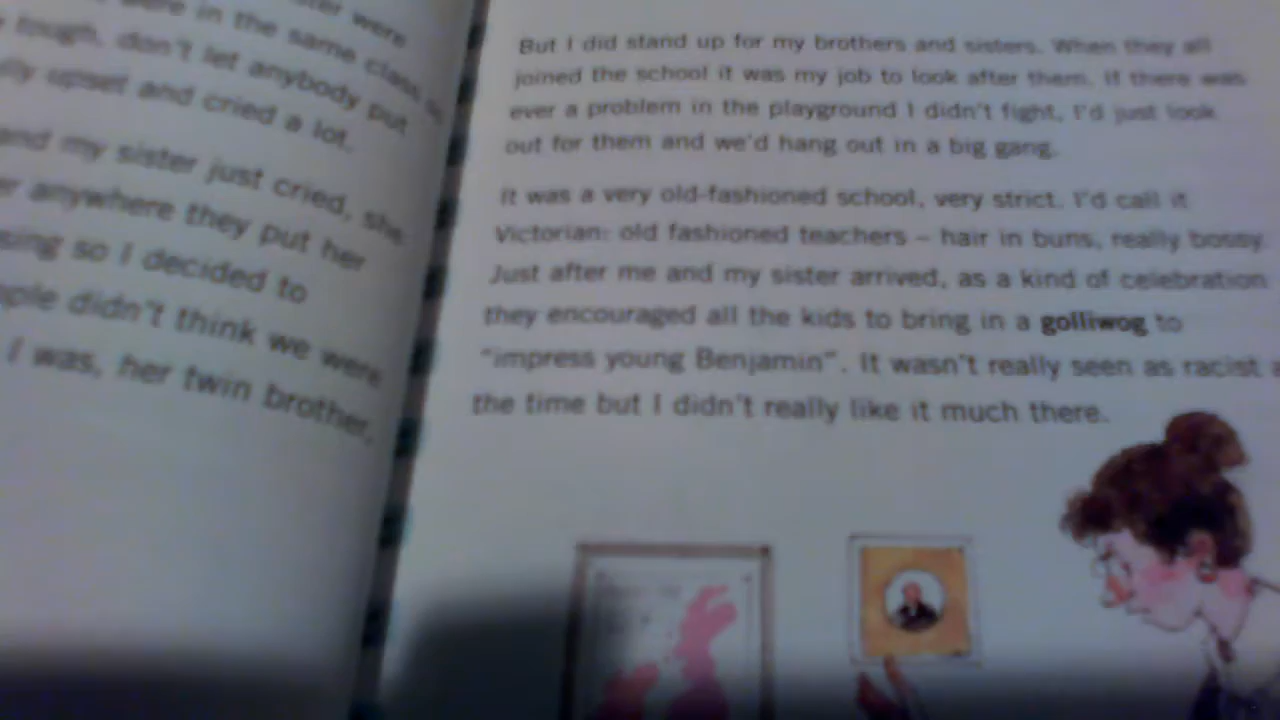 were
were in the same class so
tough, don't let anybody put
upset and cried a lot.
and my sister just cried, she
anywhere they put her
so I decided to
didn't think we were
I was, her twin brother,
But I did stand up for my brothers and sisters. When they all
joined the school it was my job to look after them. If there was
ever a problem in the playground I didn't fight, I'd just look
out for them and we'd hang out in a big gang.
It was a very old-fashioned school, very strict. I'd call it
Victorian: old fashioned teachers – hair in buns, really bossy.
Just after me and my sister arrived, as a kind of celebration
they encouraged all the kids to bring in a golliwog to
"impress young Benjamin". It wasn't really seen as racist
the time but I didn't really like it much there.